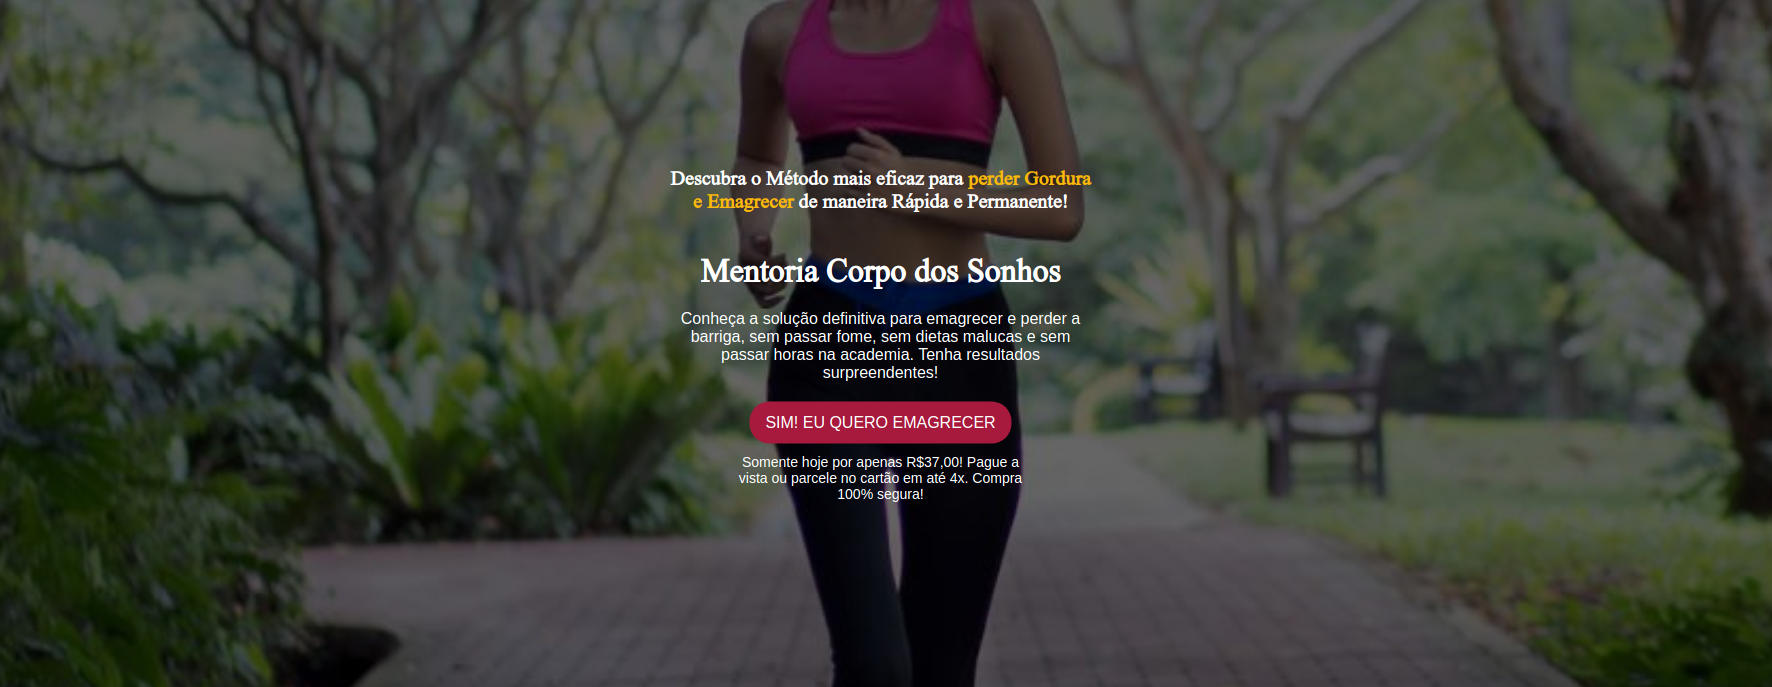 Descubra o Método mais eficaz para perder Gordura
e Emagrecer de maneira Rápida e Permanente!
Mentoria Corpo dos Sonhos
Conheça a solução definitiva para emagrecer e perder a
barriga, sem passar fome, sem dietas malucas e sem
passar horas na academia. Tenha resultados
surpreendentes!
SIM! EU QUERO EMAGRECER
Somente hoje por apenas R$37,00! Pague a
vista ou parcele no cartão em até 4x. Compra
100% segura!